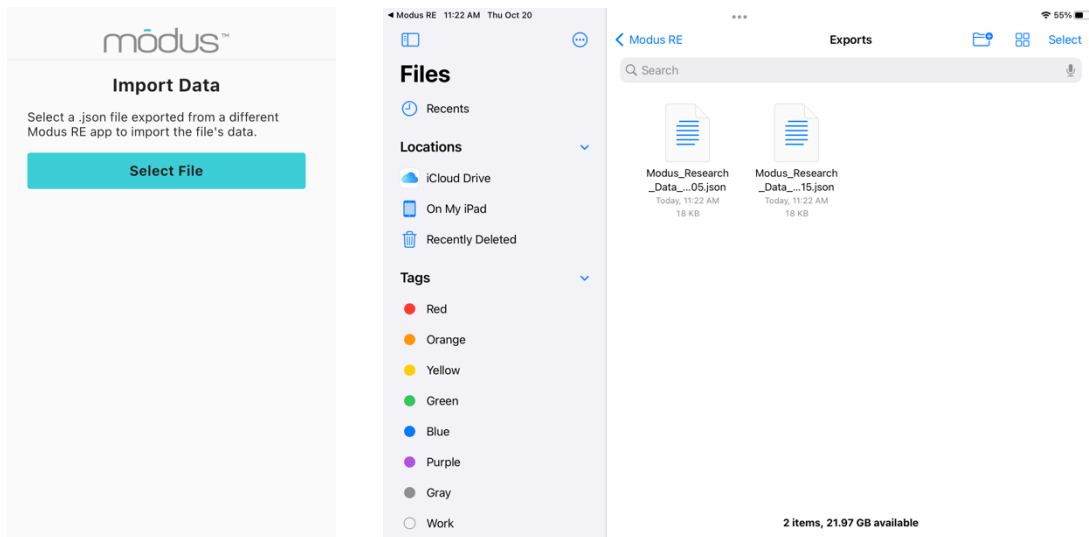 mōdus™
Import Data
Select a .json file exported from a different
Modus RE app to import the file's data.
Select File
◀ Modus RE 11:22 AM Thu Oct 20
55%
Files
Recents
Locations
iCloud Drive
On My iPad
Recently Deleted
Tags
Red
Orange
Yellow
Green
Blue
Purple
Gray
Work
Modus RE
Exports
Select
Search
Modus_Research
_Data_...05.json
Today, 11:22 AM
18 KB
Modus_Research
_Data_...15.json
Today, 11:22 AM
18 KB
2 items, 21.97 GB available